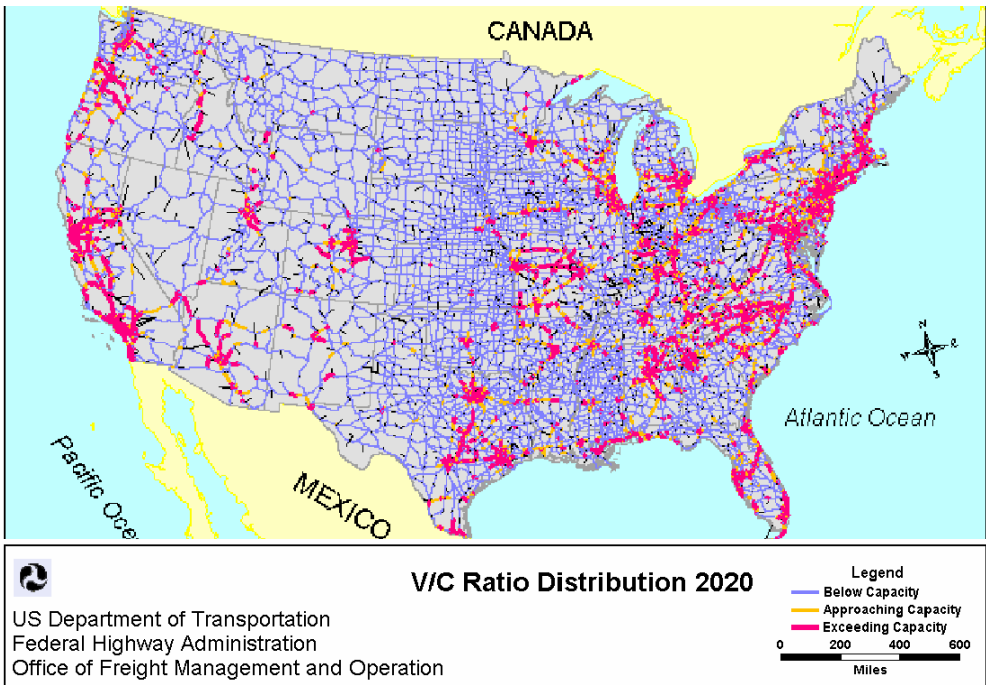 CANADA
Atlantic Ocean
Pacific Oce
MEXICO
V/C Ratio Distribution 2020
US Department of Transportation
Federal Highway Administration
Office of Freight Management and Operation
Legend
Below Capacity
Approaching Capacity
Exceeding Capacity
0 200 400 600
Miles